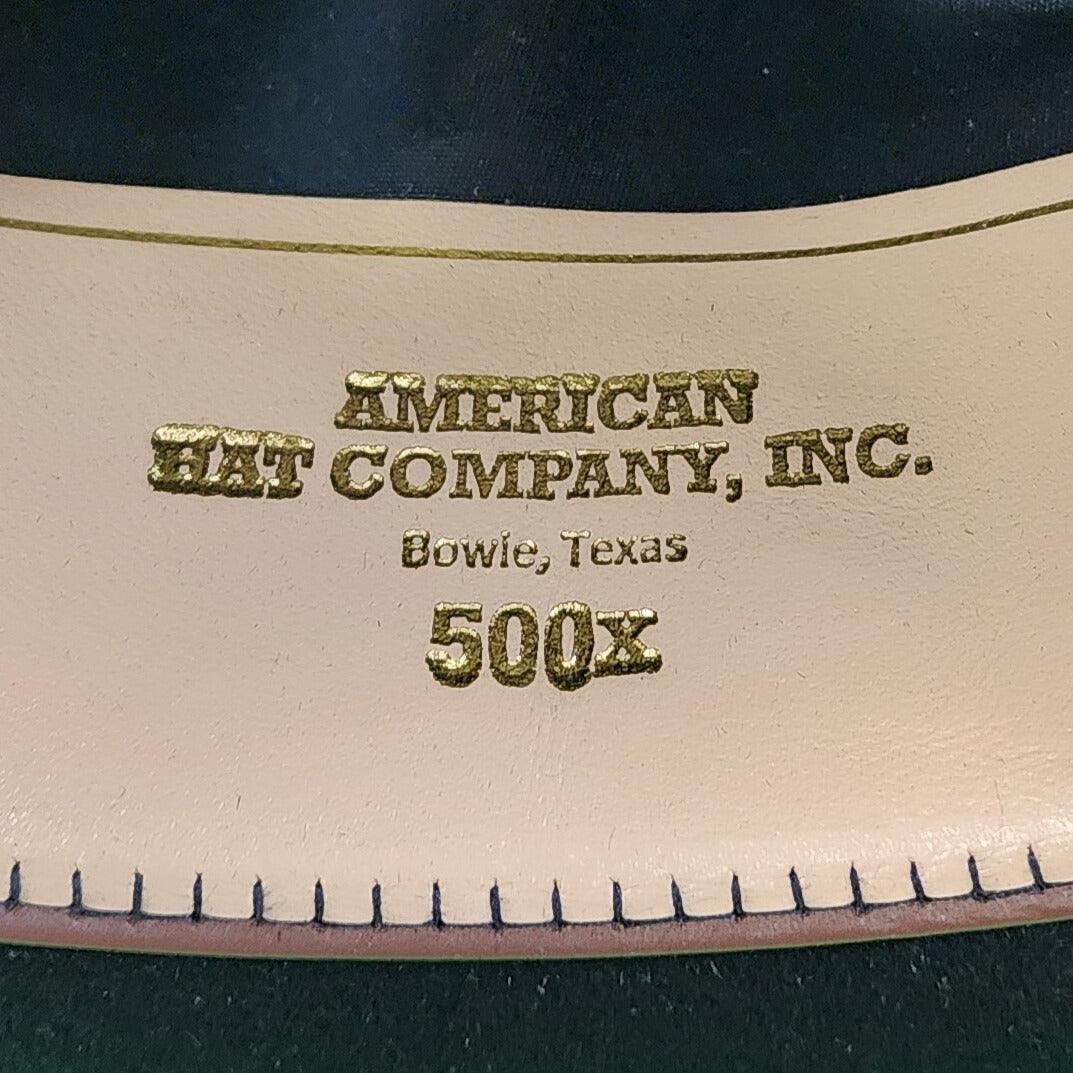 AMERICAN
HAT COMPANY, INC.
Bowie, Texas
500X